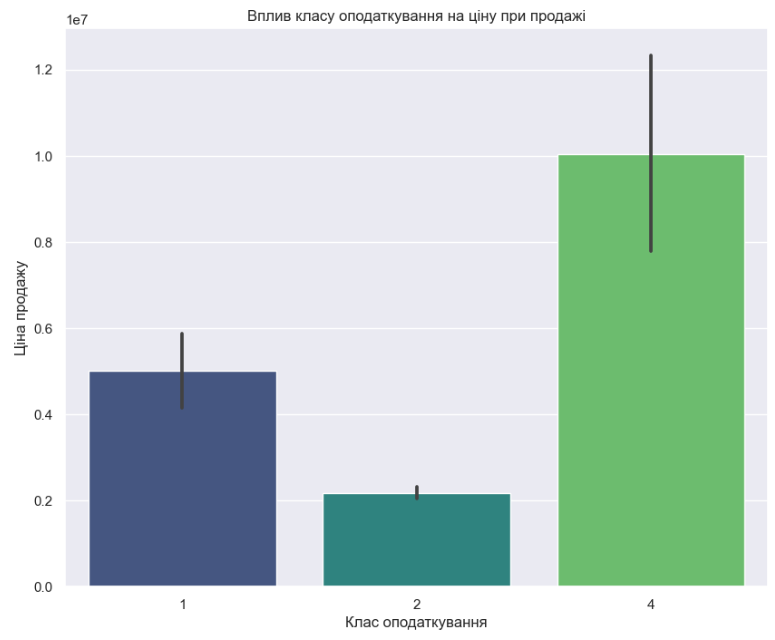 Вплив класу оподаткування на ціну при продажі
1e7
1.2
1.0
0.8
0.6
0.4
0.2
0.0
Ціна продажу
1 2 4
Клас оподаткування